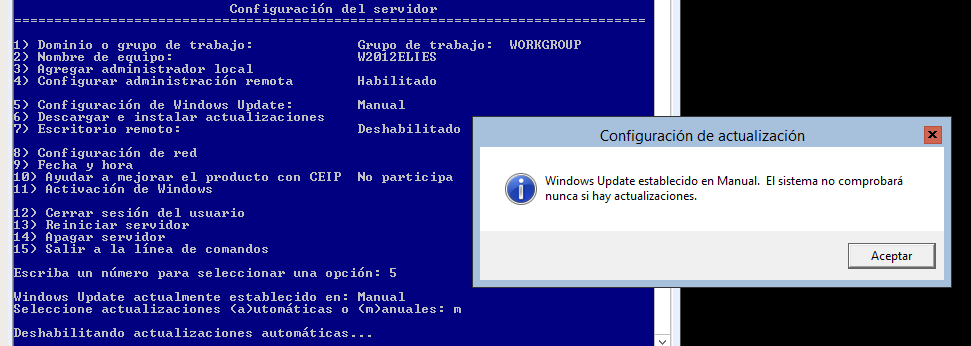 Configuración del servidor
===============================================================================
1) Dominio o grupo de trabajo: Grupo de trabajo: WORKGROUP
2) Nombre de equipo: W2012ELIES
3) Agregar administrador local
4) Configurar administración remota Habilitado
5) Configuración de Windows Update: Manual
6) Descargar e instalar actualizaciones
7) Escritorio remoto: Deshabilitado
8) Configuración de red
9) Fecha y hora
10) Ayudar a mejorar el producto con CEIP No participa
11) Activación de Windows
12) Cerrar sesión del usuario
13) Reiniciar servidor
14) Apagar servidor
15) Salir a la línea de comandos
Escriba un número para seleccionar una opción: 5
Windows Update actualmente establecido en: Manual
Seleccione actualizaciones (a)utomáticas o (m)anuales: m
Deshabilitando actualizaciones automáticas...
Configuración de actualización
Windows Update establecido en Manual. El sistema no comprobará
nunca si hay actualizaciones.
Aceptar